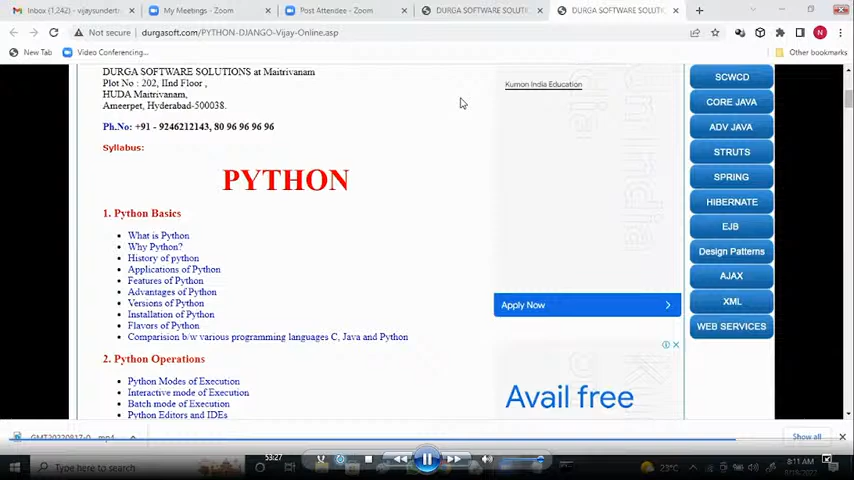 Inbox (1,242) - vijaysundertr
My Meetings - Zoom
Post Attendee - Zoom
DURGA SOFTWARE SOLUTI
DURGA SOFTWARE SOLUTI
Not secure | durgasoft.com/PYTHON-DJANGO-Vijay-Online.asp
New Tab
Video Conferencing...
Other bookmarks
DURGA SOFTWARE SOLUTIONS at Maitrivanam
Plot No : 202, IInd Floor ,
HUDA Maitrivanam,
Ameerpet, Hyderabad-500038.
Ph.No: +91 - 9246212143, 80 96 96 96 96
Syllabus:
PYTHON
1. Python Basics
What is Python
Why Python?
History of python
Applications of Python
Features of Python
Advantages of Python
Versions of Python
Installation of Python
Flavors of Python
Comparision b/w various programming languages C, Java and Python
2. Python Operations
Python Modes of Execution
Interactive mode of Execution
Batch mode of Execution
Python Editors and IDEs
Kumon India Education
Apply Now
Avail free
SCWCD
CORE JAVA
ADV JAVA
STRUTS
SPRING
HIBERNATE
EJB
Design Patterns
AJAX
XML
WEB SERVICES
Show all
53:27
Type here to search
23°C
8:11 AM